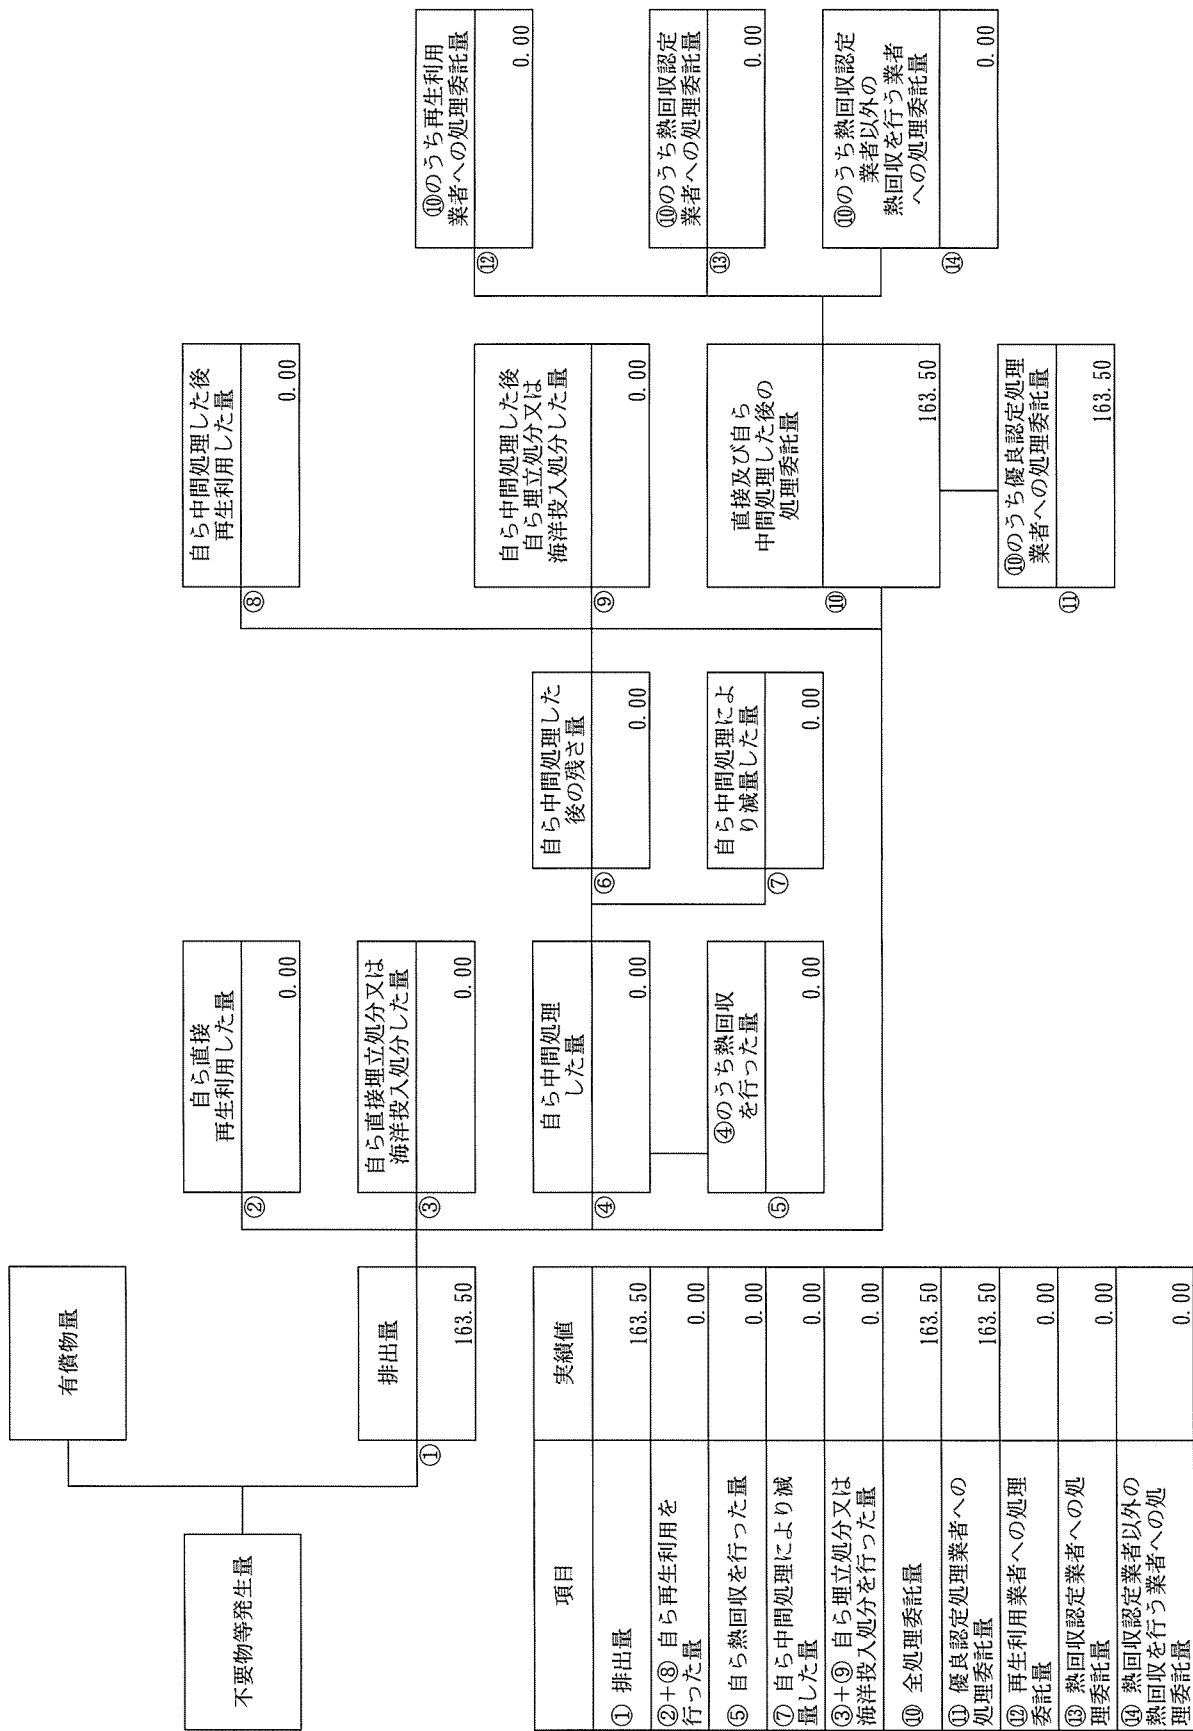 不要物等発生量
有償物量
①
排出量
163.50
②
自ら直接
再生利用した量
0.00
③
自ら直接埋立処分又は
海洋投入処分した量
0.00
④
自ら中間処理
した量
0.00
⑤
④のうち熱回収
を行った量
0.00
⑥
自ら中間処理した
後の残さ量
0.00
⑦
自ら中間処理によ
り減量した量
0.00
⑧
自ら中間処理した後
再生利用した量
0.00
⑨
自ら中間処理した後
自ら埋立処分又は
海洋投入処分した量
0.00
⑩
直接及び自ら
中間処理した後の
処理委託量
163.50
⑪
⑩のうち優良認定処理
業者への処理委託量
163.50
⑫
⑩のうち再生利用
業者への処理委託量
0.00
⑬
⑩のうち熱回収認定
業者への処理委託量
0.00
⑭
⑩のうち熱回収認定
業者以外の
熱回収を行う業者
への処理委託量
0.00
項目 実績値
① 排出量 163.50
②+⑧ 自ら再生利用を
行った量 0.00
⑤ 自ら熱回収を行った量 0.00
⑦ 自ら中間処理により減
量した量 0.00
③+⑨ 自ら埋立処分又は
海洋投入処分を行った量 0.00
⑩ 全処理委託量 163.50
⑪ 優良認定処理業者への
処理委託量 163.50
⑫ 再生利用業者への処理
委託量 0.00
⑬ 熱回収認定業者への処
理委託量 0.00
⑭ 熱回収認定業者以外の
熱回収を行う業者への処
理委託量 0.00